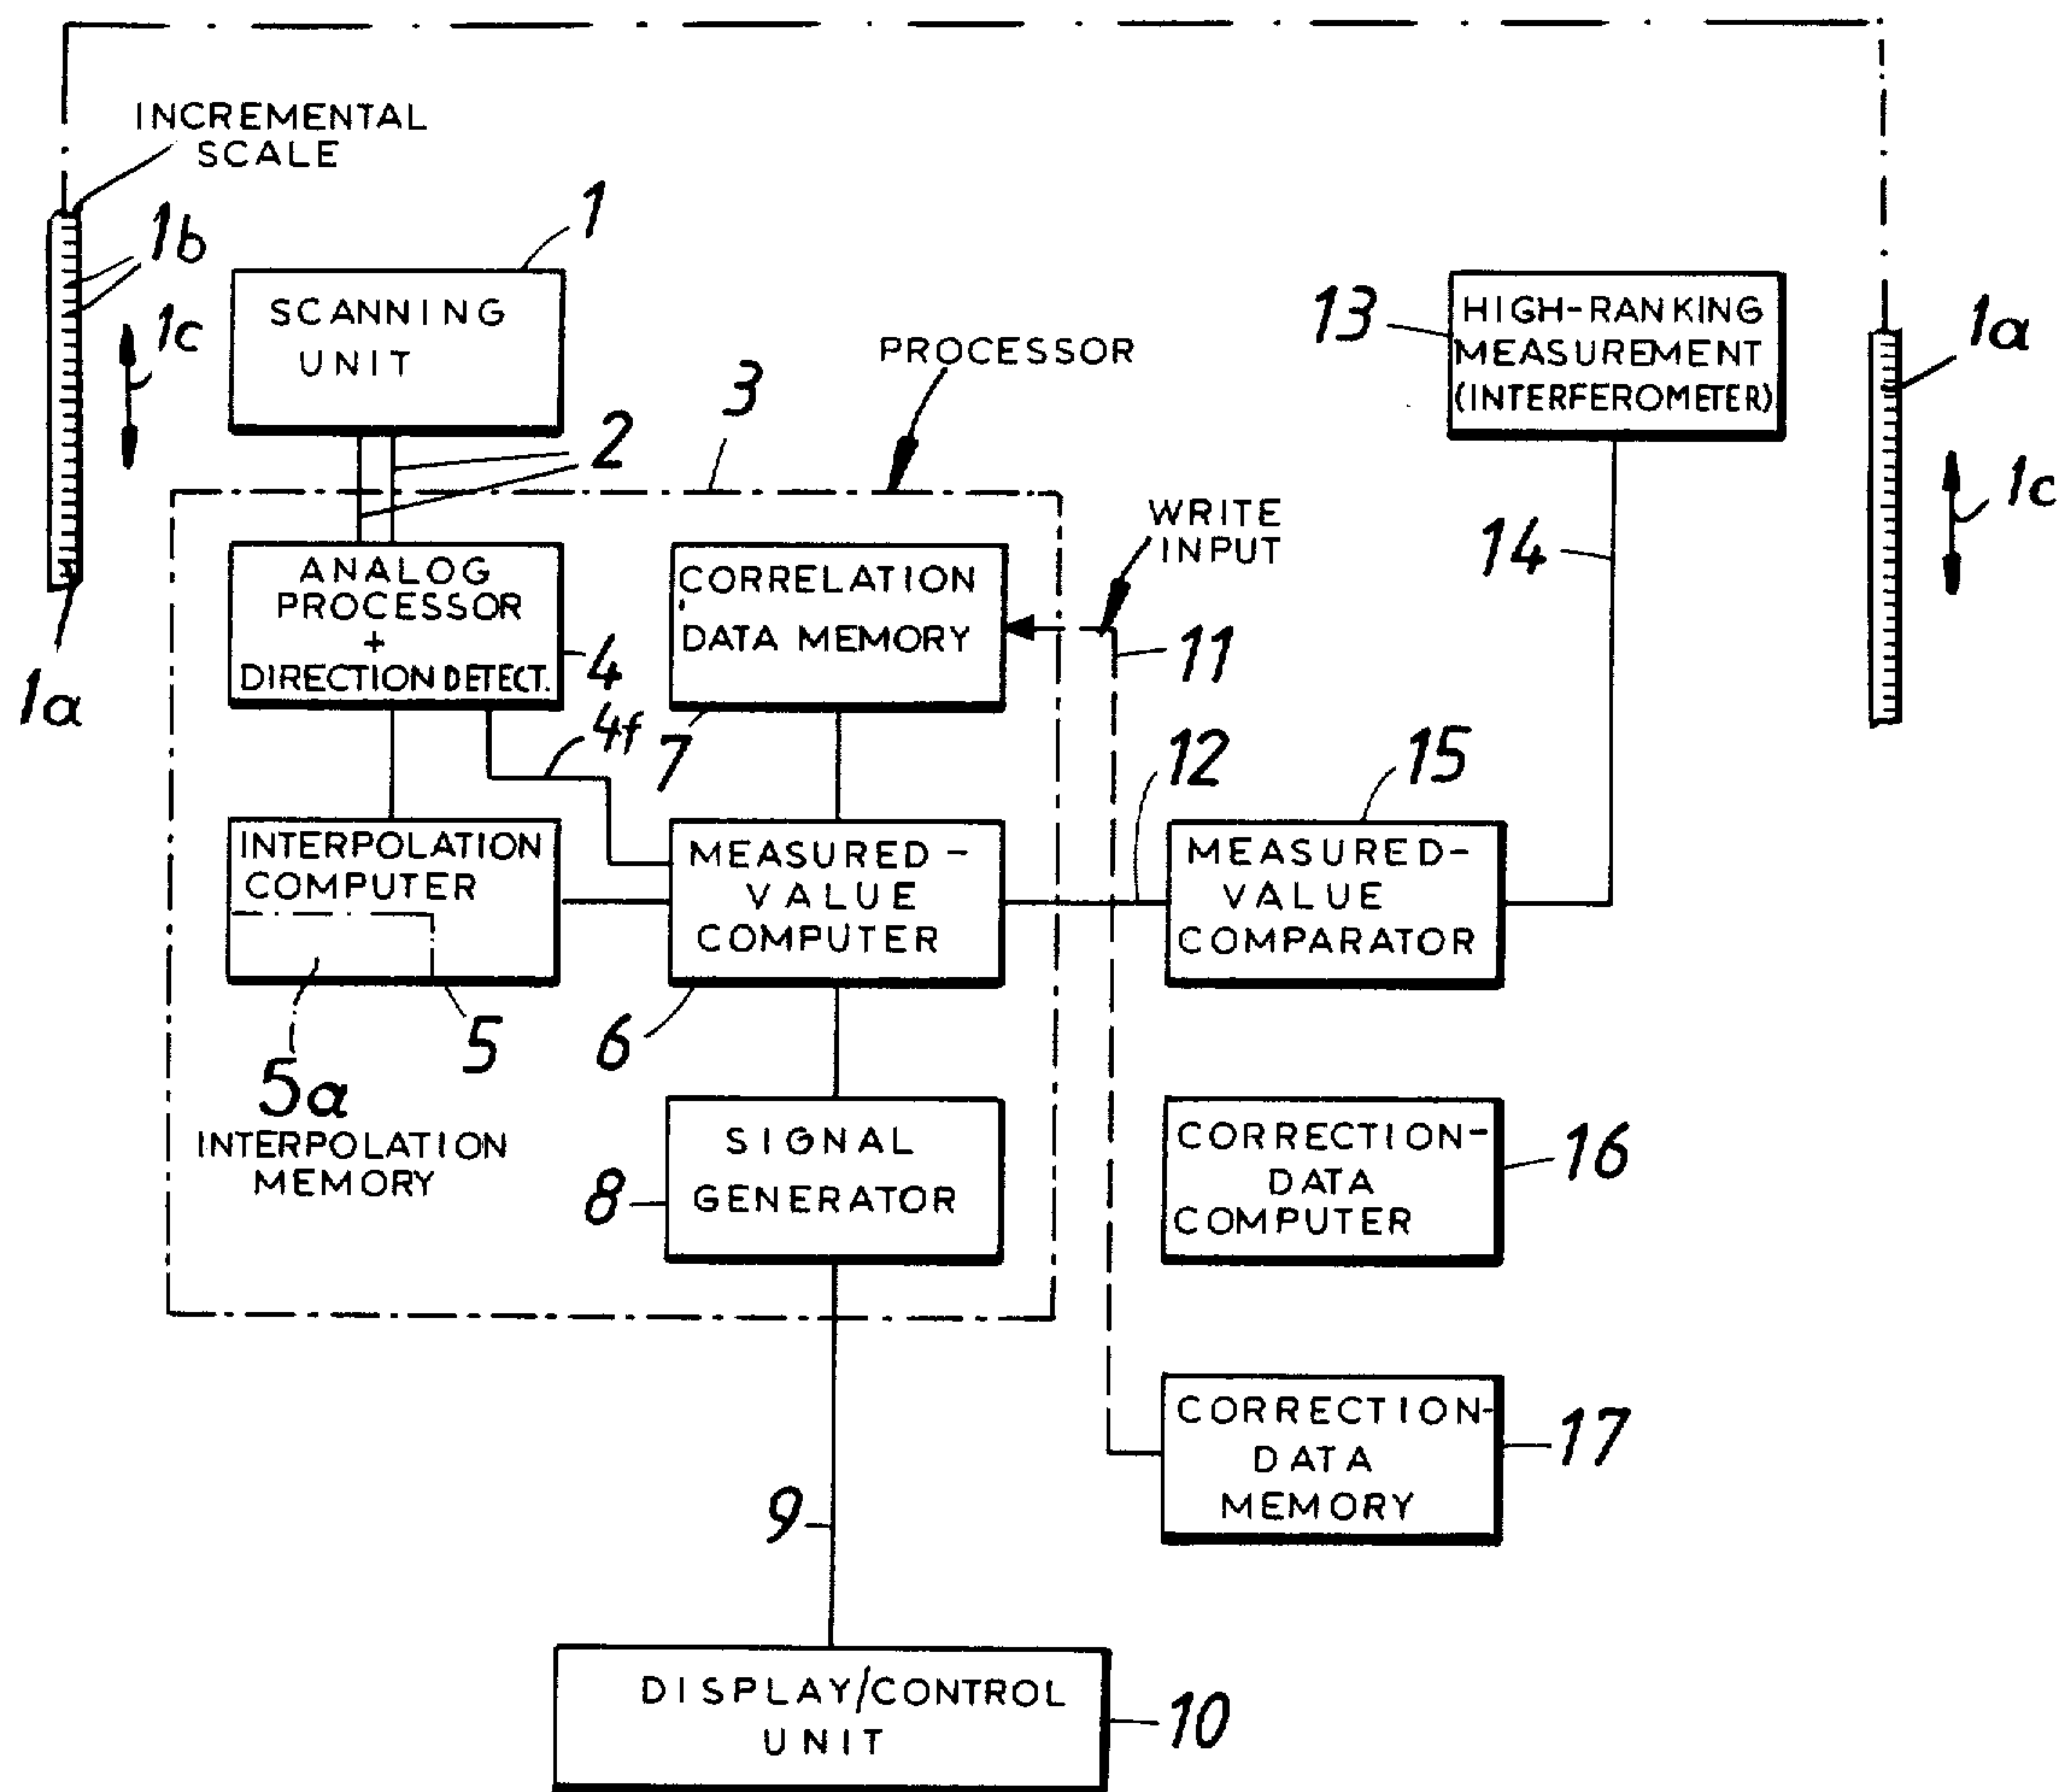 INCREMENTAL
SCALE
1b
1c
1a
1
SCANNING
UNIT
2
3
PROCESSOR
13
HIGH-RANKING
MEASUREMENT
(INTERFEROMETER)
1a
1c
14
WRITE
INPUT
11
ANALOG
PROCESSOR
+
DIRECTION DETECT.
4
4f
CORRELATION
DATA MEMORY
7
12
15
INTERPOLATION
COMPUTER
5
5a
INTERPOLATION
MEMORY
MEASURED-
VALUE
COMPUTER
6
MEASURED-
VALUE
COMPARATOR
SIGNAL
GENERATOR
8
CORRECTION-
DATA
COMPUTER
16
CORRECTION-
DATA
MEMORY
17
9
DISPLAY/CONTROL
UNIT
10